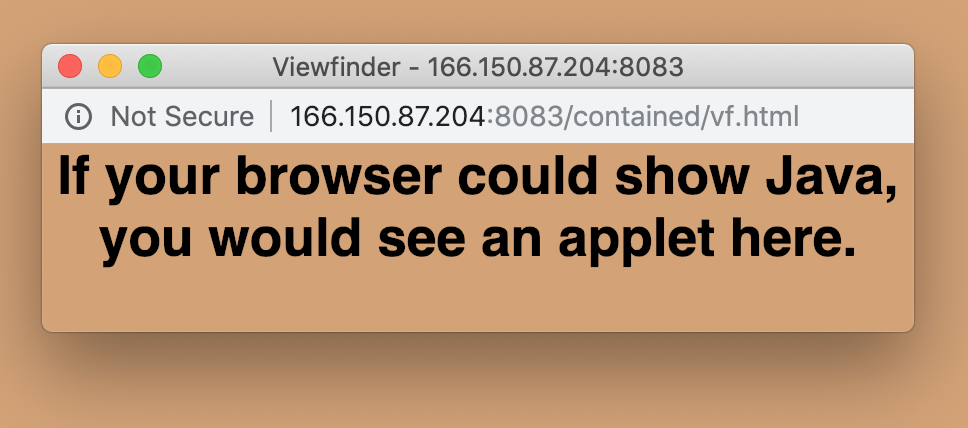 Viewfinder - 166.150.87.204:8083
Not Secure 166.150.87.204:8083/contained/vf.html
If your browser could show Java,
you would see an applet here.